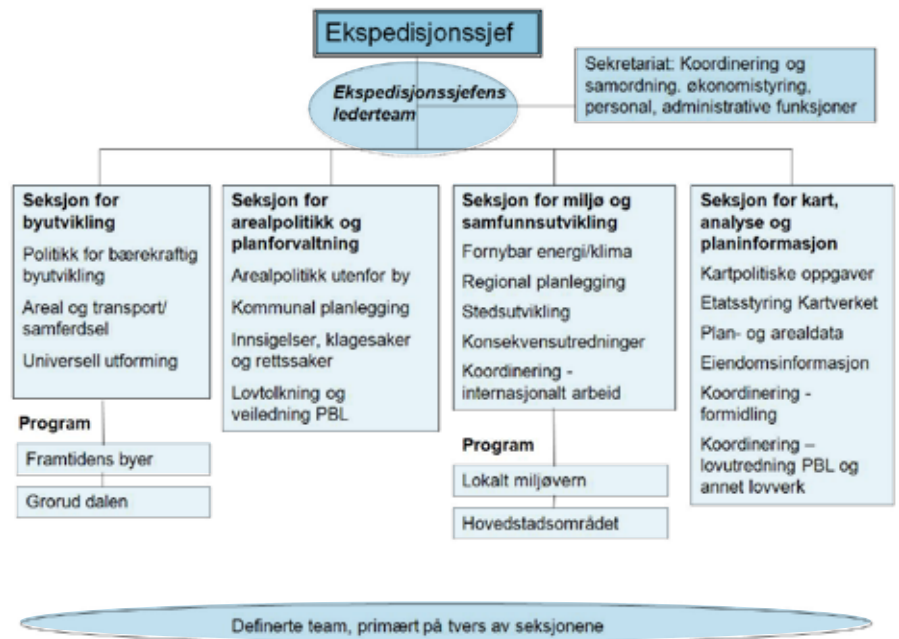 Ekspedisjonssjef
Ekspedisjonssjefens
lederteam
Sekretariat: Koordinering og
samordning. økonomistyring,
personal, administrative funksjoner
Seksjon for
byutvikling
Politikk for bærekraftig
byutvikling
Areal og transport/
samferdsel
Universell utforming
Program
Framtidens byer
Grorud dalen
Seksjon for
arealpolitikk og
planforvaltning
Arealpolitikk utenfor by
Kommunal planlegging
Innsigelser, klagesaker
og rettssaker
Lovtolkning og
veiledning PBL
Seksjon for miljø og
samfunnsutvikling
Fornybar energi/klima
Regional planlegging
Stedsutvikling
Konsekvensutredninger
Koordinering -
internasjonalt arbeid
Program
Lokalt miljøvern
Hovedstadsområdet
Seksjon for kart,
analyse og
planinformasjon
Kartpolitiske oppgaver
Etatsstyring Kartverket
Plan- og arealdata
Eiendomsinformasjon
Koordinering -
formidling
Koordinering –
lovutredning PBL og
annet lovverk
Definerte team, primært på tvers av seksjonene